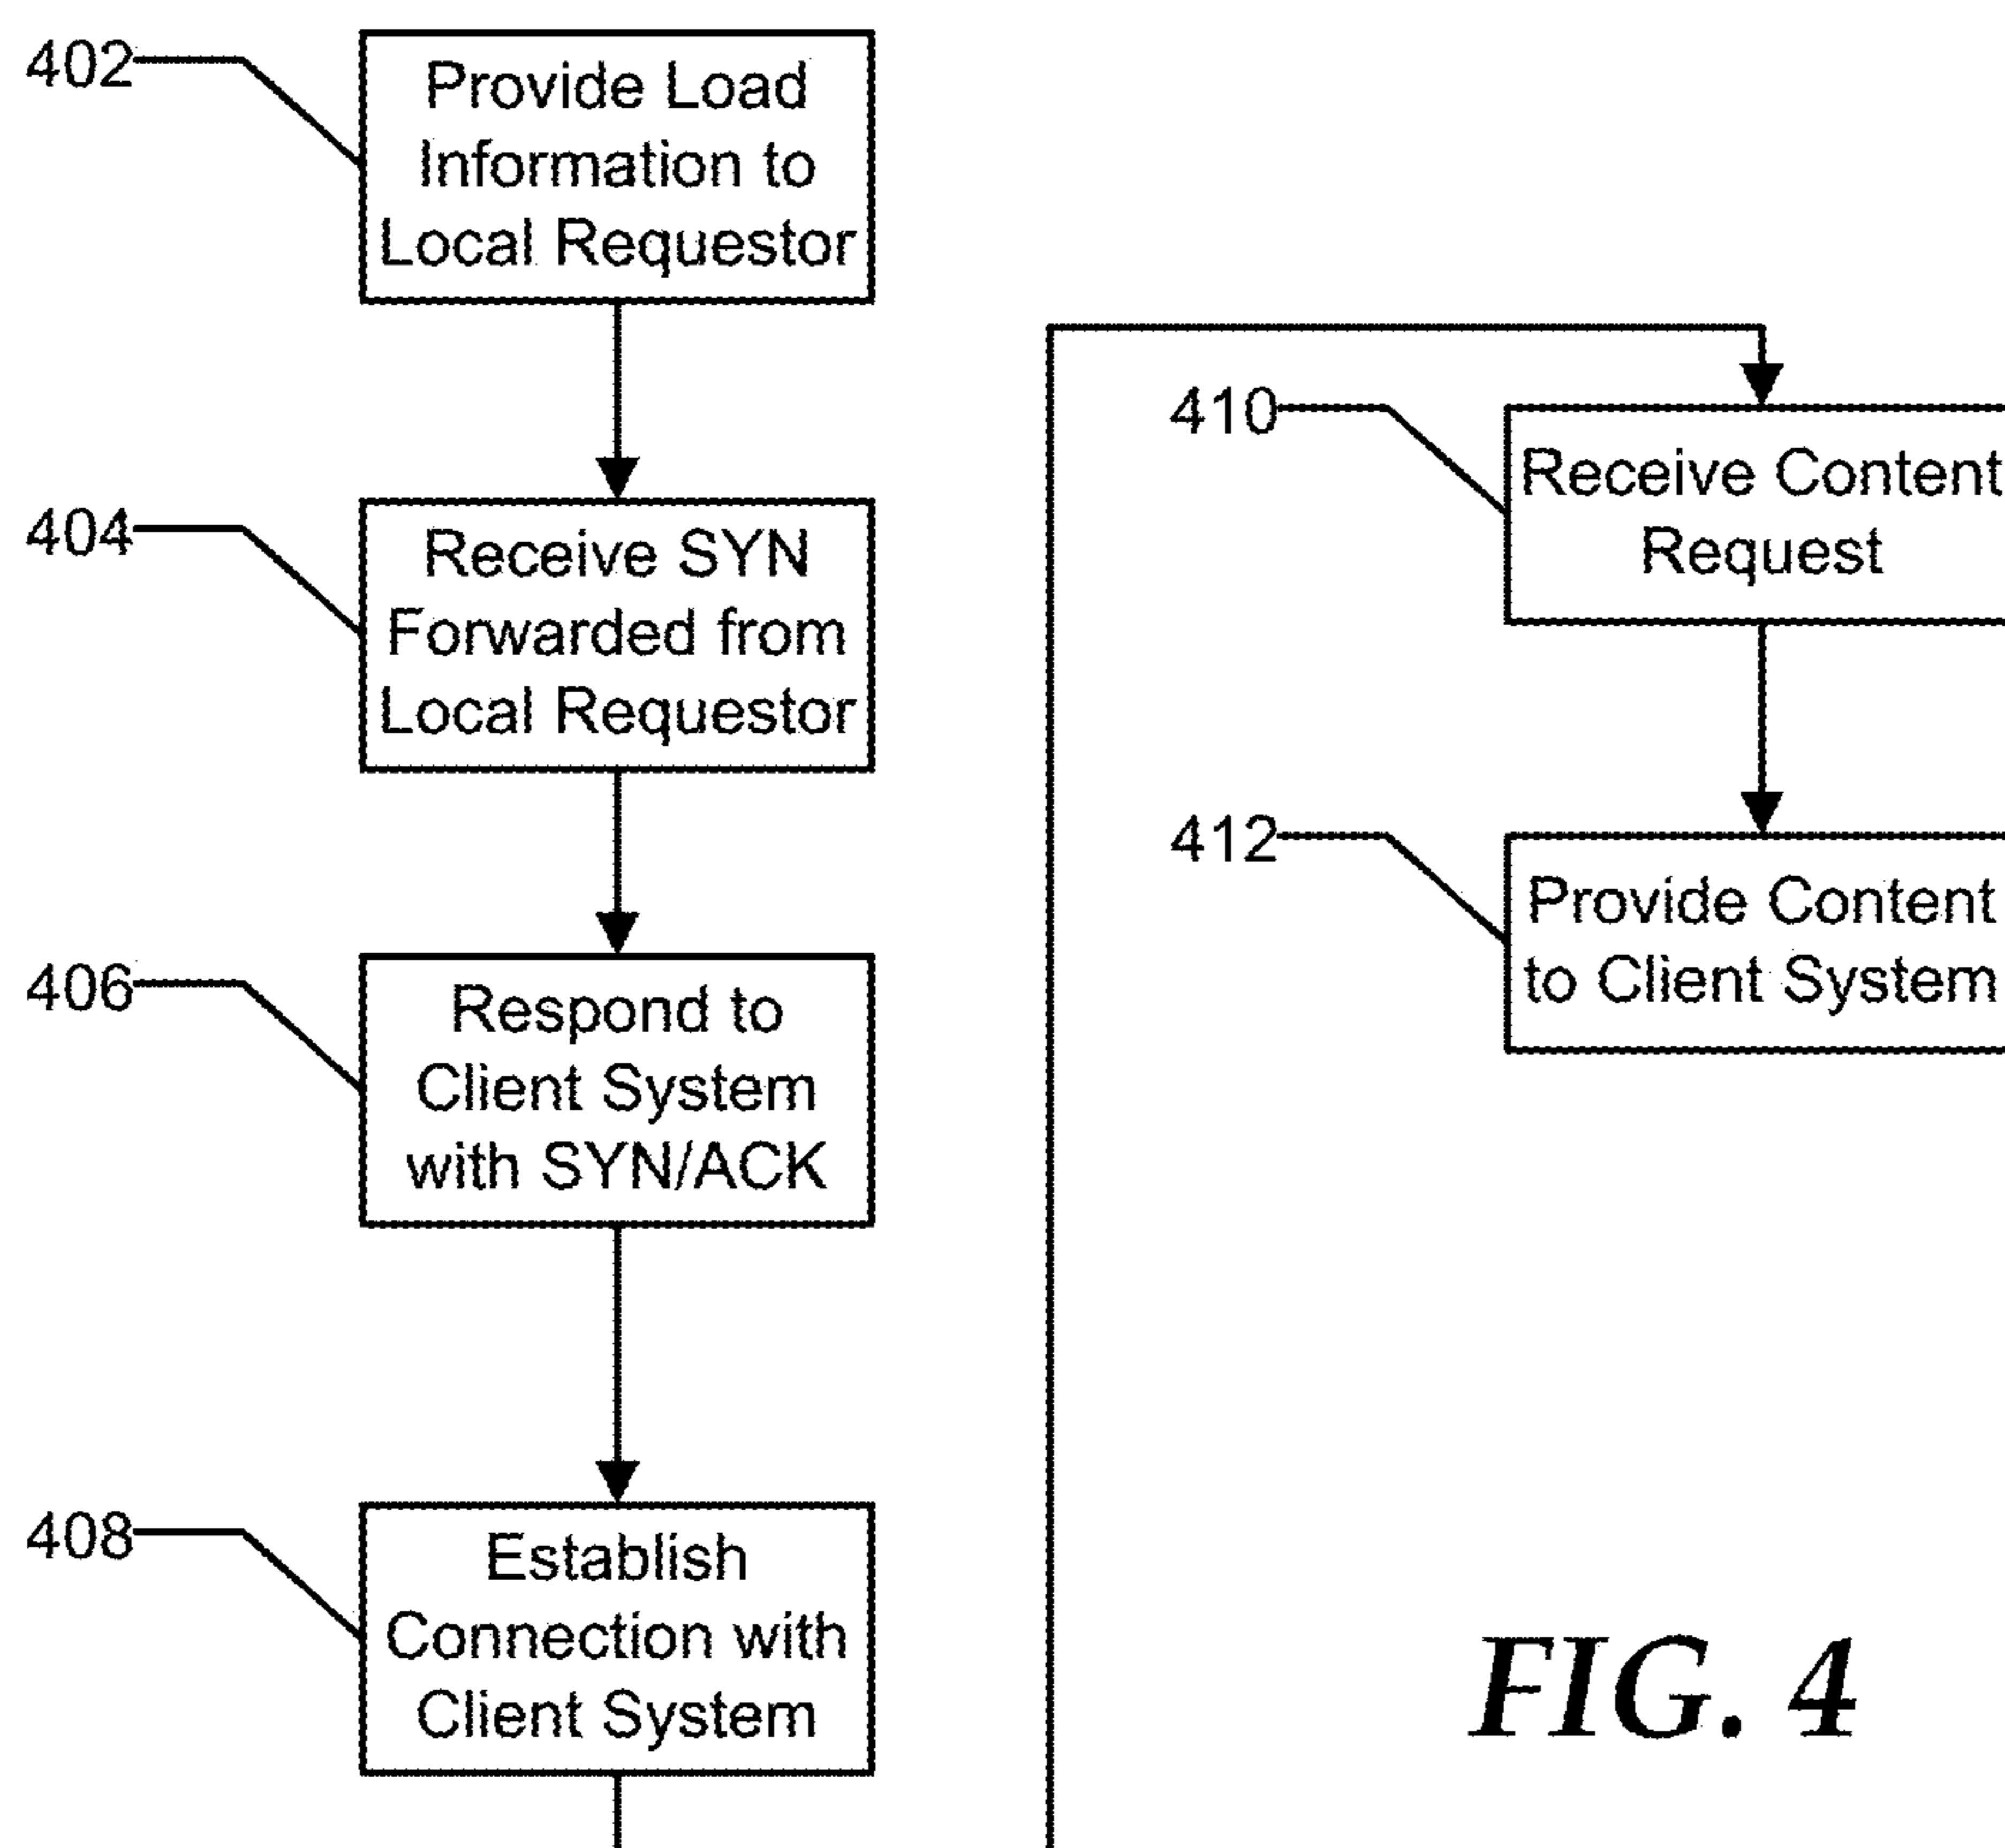 402
Provide Load
Information to
Local Requestor
404
Receive SYN
Forwarded from
Local Requestor
406
Respond to
Client System
with SYN/ACK
408
Establish
Connection with
Client System
410
Receive Content
Request
412
Provide Content
to Client System
FIG. 4